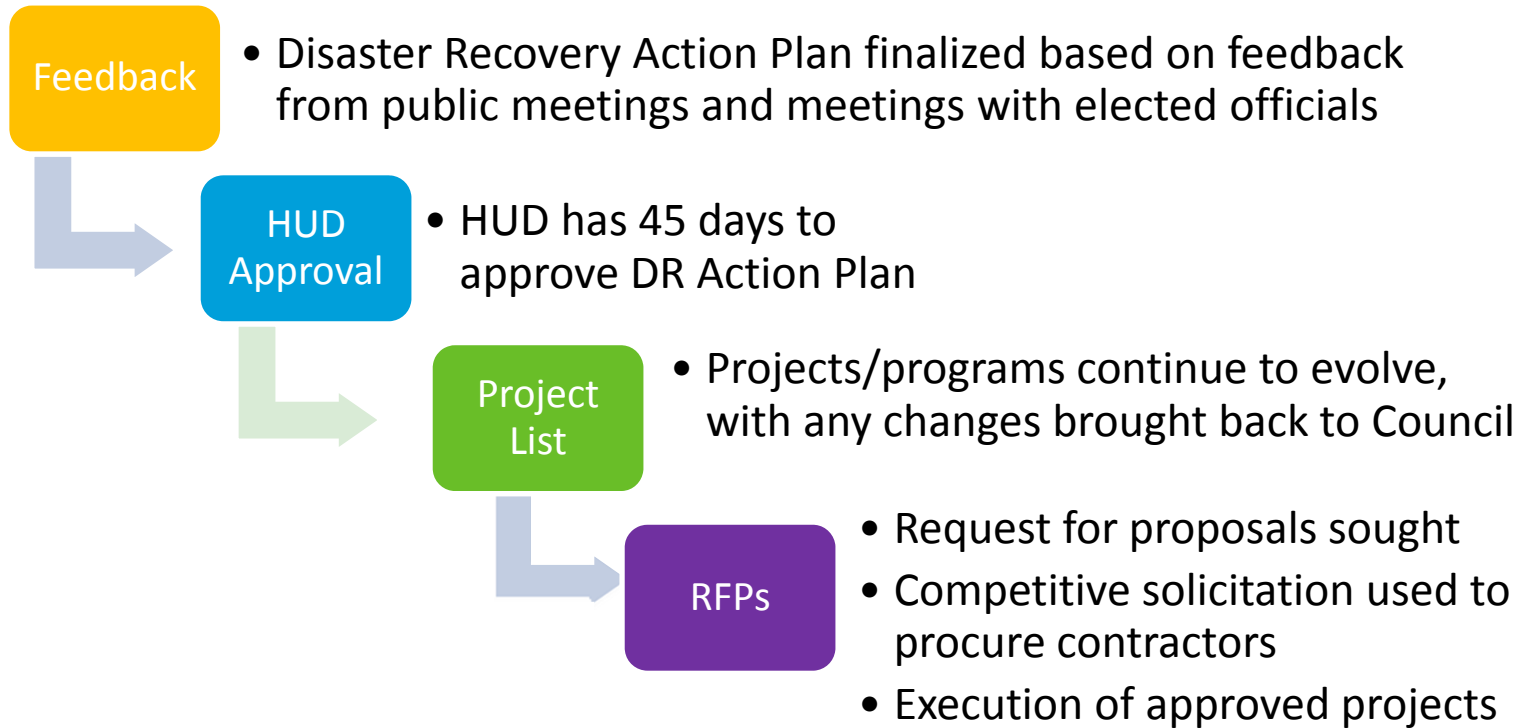 Feedback
• Disaster Recovery Action Plan finalized based on feedback
from public meetings and meetings with elected officials
HUD
Approval
• HUD has 45 days to
approve DR Action Plan
Project
List
• Projects/programs continue to evolve,
with any changes brought back to Council
RFPs
• Request for proposals sought
• Competitive solicitation used to
procure contractors
• Execution of approved projects